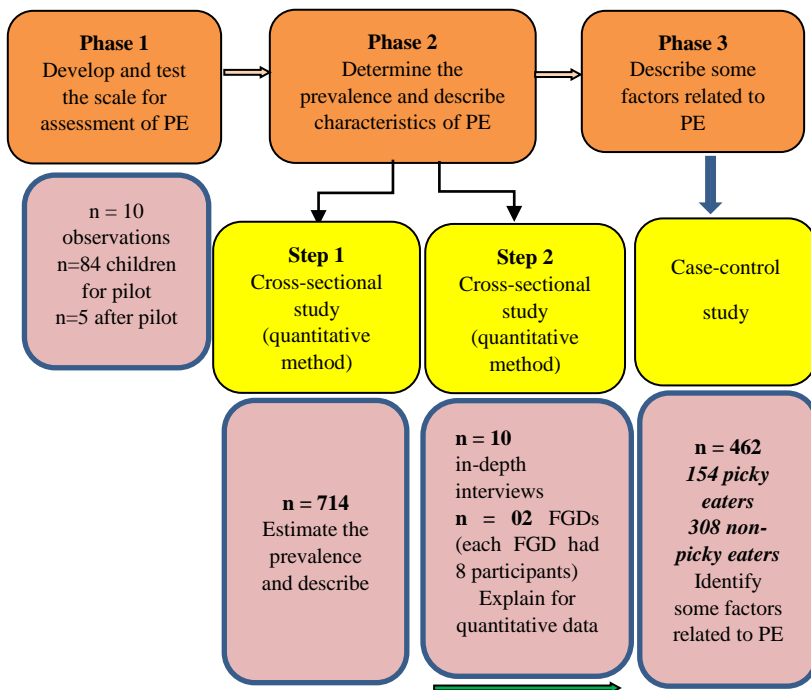 Phase 1
Develop and test
the scale for
assessment of PE
Phase 2
Determine the
prevalence and describe
characteristics of PE
Phase 3
Describe some
factors related to
PE
n = 10
observations
n=84 children
for pilot
n=5 after pilot
Step 1
Cross-sectional
study
(quantitative
method)
Step 2
Cross-sectional
study
(quantitative
method)
Case-control
study
n = 714
Estimate the
prevalence
and describe
n = 10
in-depth
interviews
n = 02 FGDs
(each FGD had
8 participants)
Explain for
quantitative data
n = 462
154 picky
eaters
308 non-
picky eaters
Identify
some factors
related to PE